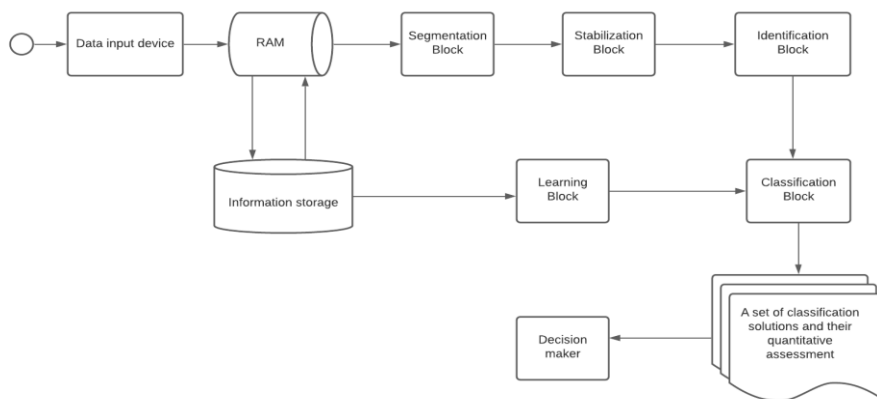 Data input device
RAM
Segmentation
Block
Stabilization
Block
Identification
Block
Information storage
Learning
Block
Classification
Block
A set of classification
solutions and their
quantitative
assessment
Decision
maker